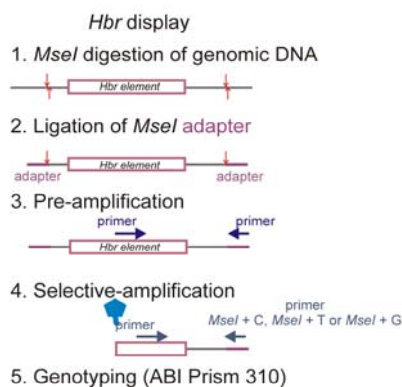 Hbr display
1. MseI digestion of genomic DNA
Hbr element
2. Ligation of MseI adapter
Hbr element
adapter adapter
3. Pre-amplification
primer primer
Hbr element
4. Selective-amplification
primer
primer MseI + C, MseI + T or MseI + G
5. Genotyping (ABI Prism 310)